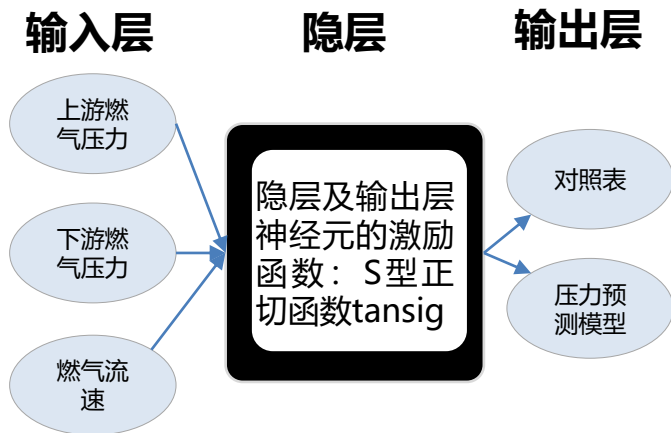 输入层
隐层
输出层
上游燃
气压力
下游燃
气压力
燃气流
速
隐层及输出层
神经元的激励
函数：S型正
切函数tansig
对照表
压力预
测模型